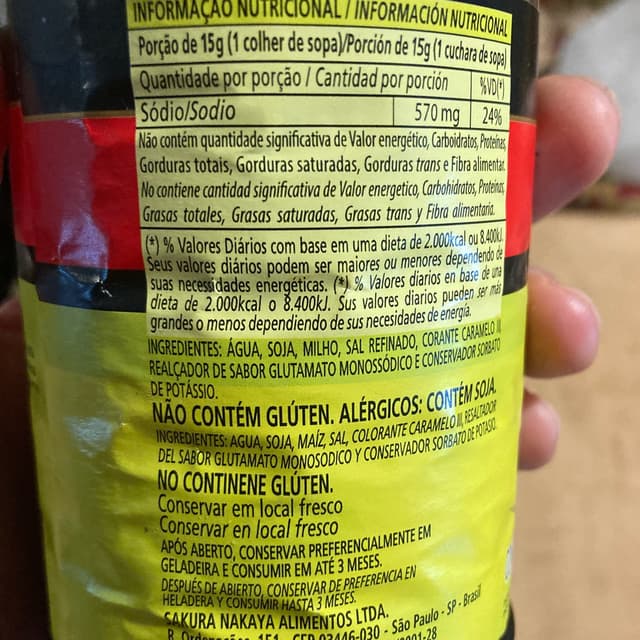 INFORMAÇÃO NUTRICIONAL / INFORMACIÓN NUTRICIONAL
Porção de 15g (1 colher de sopa)/Porción de 15g (1 cuchara de sopa)
Quantidade por porção / Cantidad por porción %VD(*)
Sódio/Sodio 570 mg 24%
Não contém quantidade significativa de Valor energético, Carboidratos, Proteínas,
Gorduras totais, Gorduras saturadas, Gorduras trans e Fibra alimentar.
No contiene cantidad significativa de Valor energetico, Carbohidratos, Proteínas,
Grasas totales, Grasas saturadas, Grasas trans y Fibra alimentaria.
(*) % Valores Diários com base em uma dieta de 2.000kcal ou 8.400kJ.
Seus valores diários podem ser maiores ou menores dependendo de
suas necessidades energéticas. (*) % Valores diarios en base de una
dieta de 2.000kcal o 8.400kJ. Sus valores diarios pueden ser más
grandes o menos dependiendo de sus necesidades de energía.
INGREDIENTES: ÁGUA, SOJA, MILHO, SAL REFINADO, CORANTE CARAMELO III,
REALÇADOR DE SABOR GLUTAMATO MONOSSÓDICO E CONSERVADOR SORBATO
DE POTÁSSIO.
NÃO CONTÉM GLÚTEN. ALÉRGICOS: CONTÉM SOJA.
INGREDIENTES: AGUA, SOJA, MAÍZ, SAL, COLORANTE CARAMELO III, RESALTADOR
DEL SABOR GLUTAMATO MONOSODICO Y CONSERVADOR SORBATO DE POTASIO.
NO CONTINENE GLÚTEN.
Conservar em local fresco
Conservar en local fresco
APÓS ABERTO, CONSERVAR PREFERENCIALMENTE EM
GELADEIRA E CONSUMIR EM ATÉ 3 MESES.
DESPUÉS DE ABIERTO, CONSERVAR DE PREFERENCIA EN
HELADERA Y CONSUMIR HASTA 3 MESES.
SAKURA NAKAYA ALIMENTOS LTDA.
R. 151 - CEP 03446-030 - São Paulo - SP - Brasil